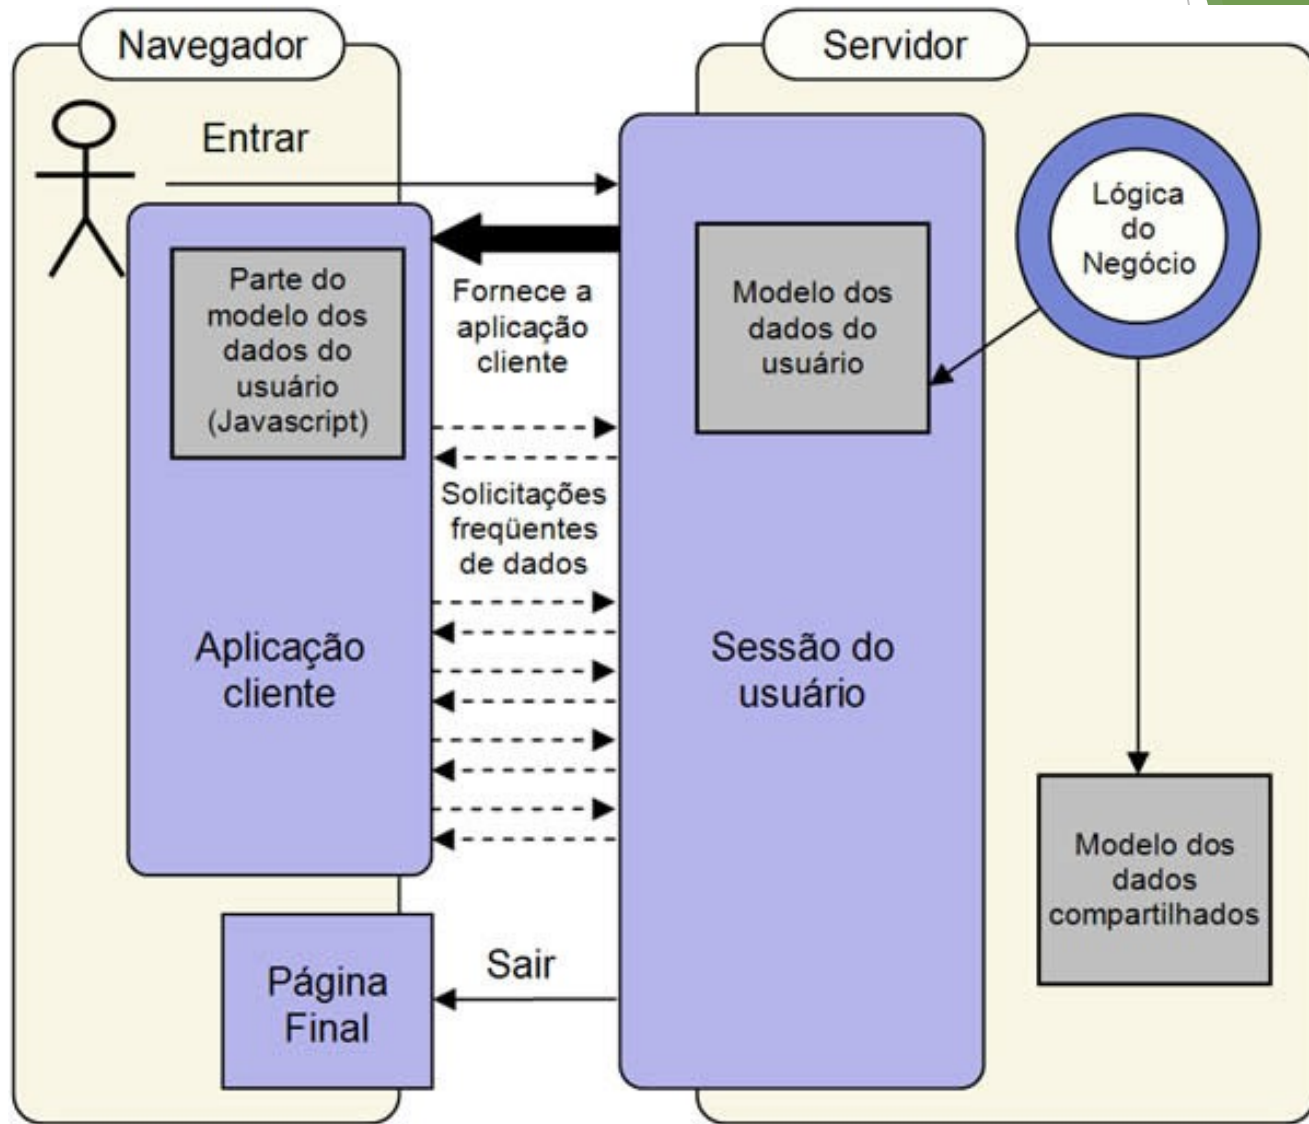 Navegador
Servidor
Entrar
Lógica
do
Negócio
Parte do
modelo dos
dados do
usuário
(Javascript)
Fornece a
aplicação
cliente
Modelo dos
dados do
usuário
Solicitações
freqüentes
de dados
Aplicação
cliente
Sessão do
usuário
Modelo dos
dados
compartilhados
Sair
Página
Final